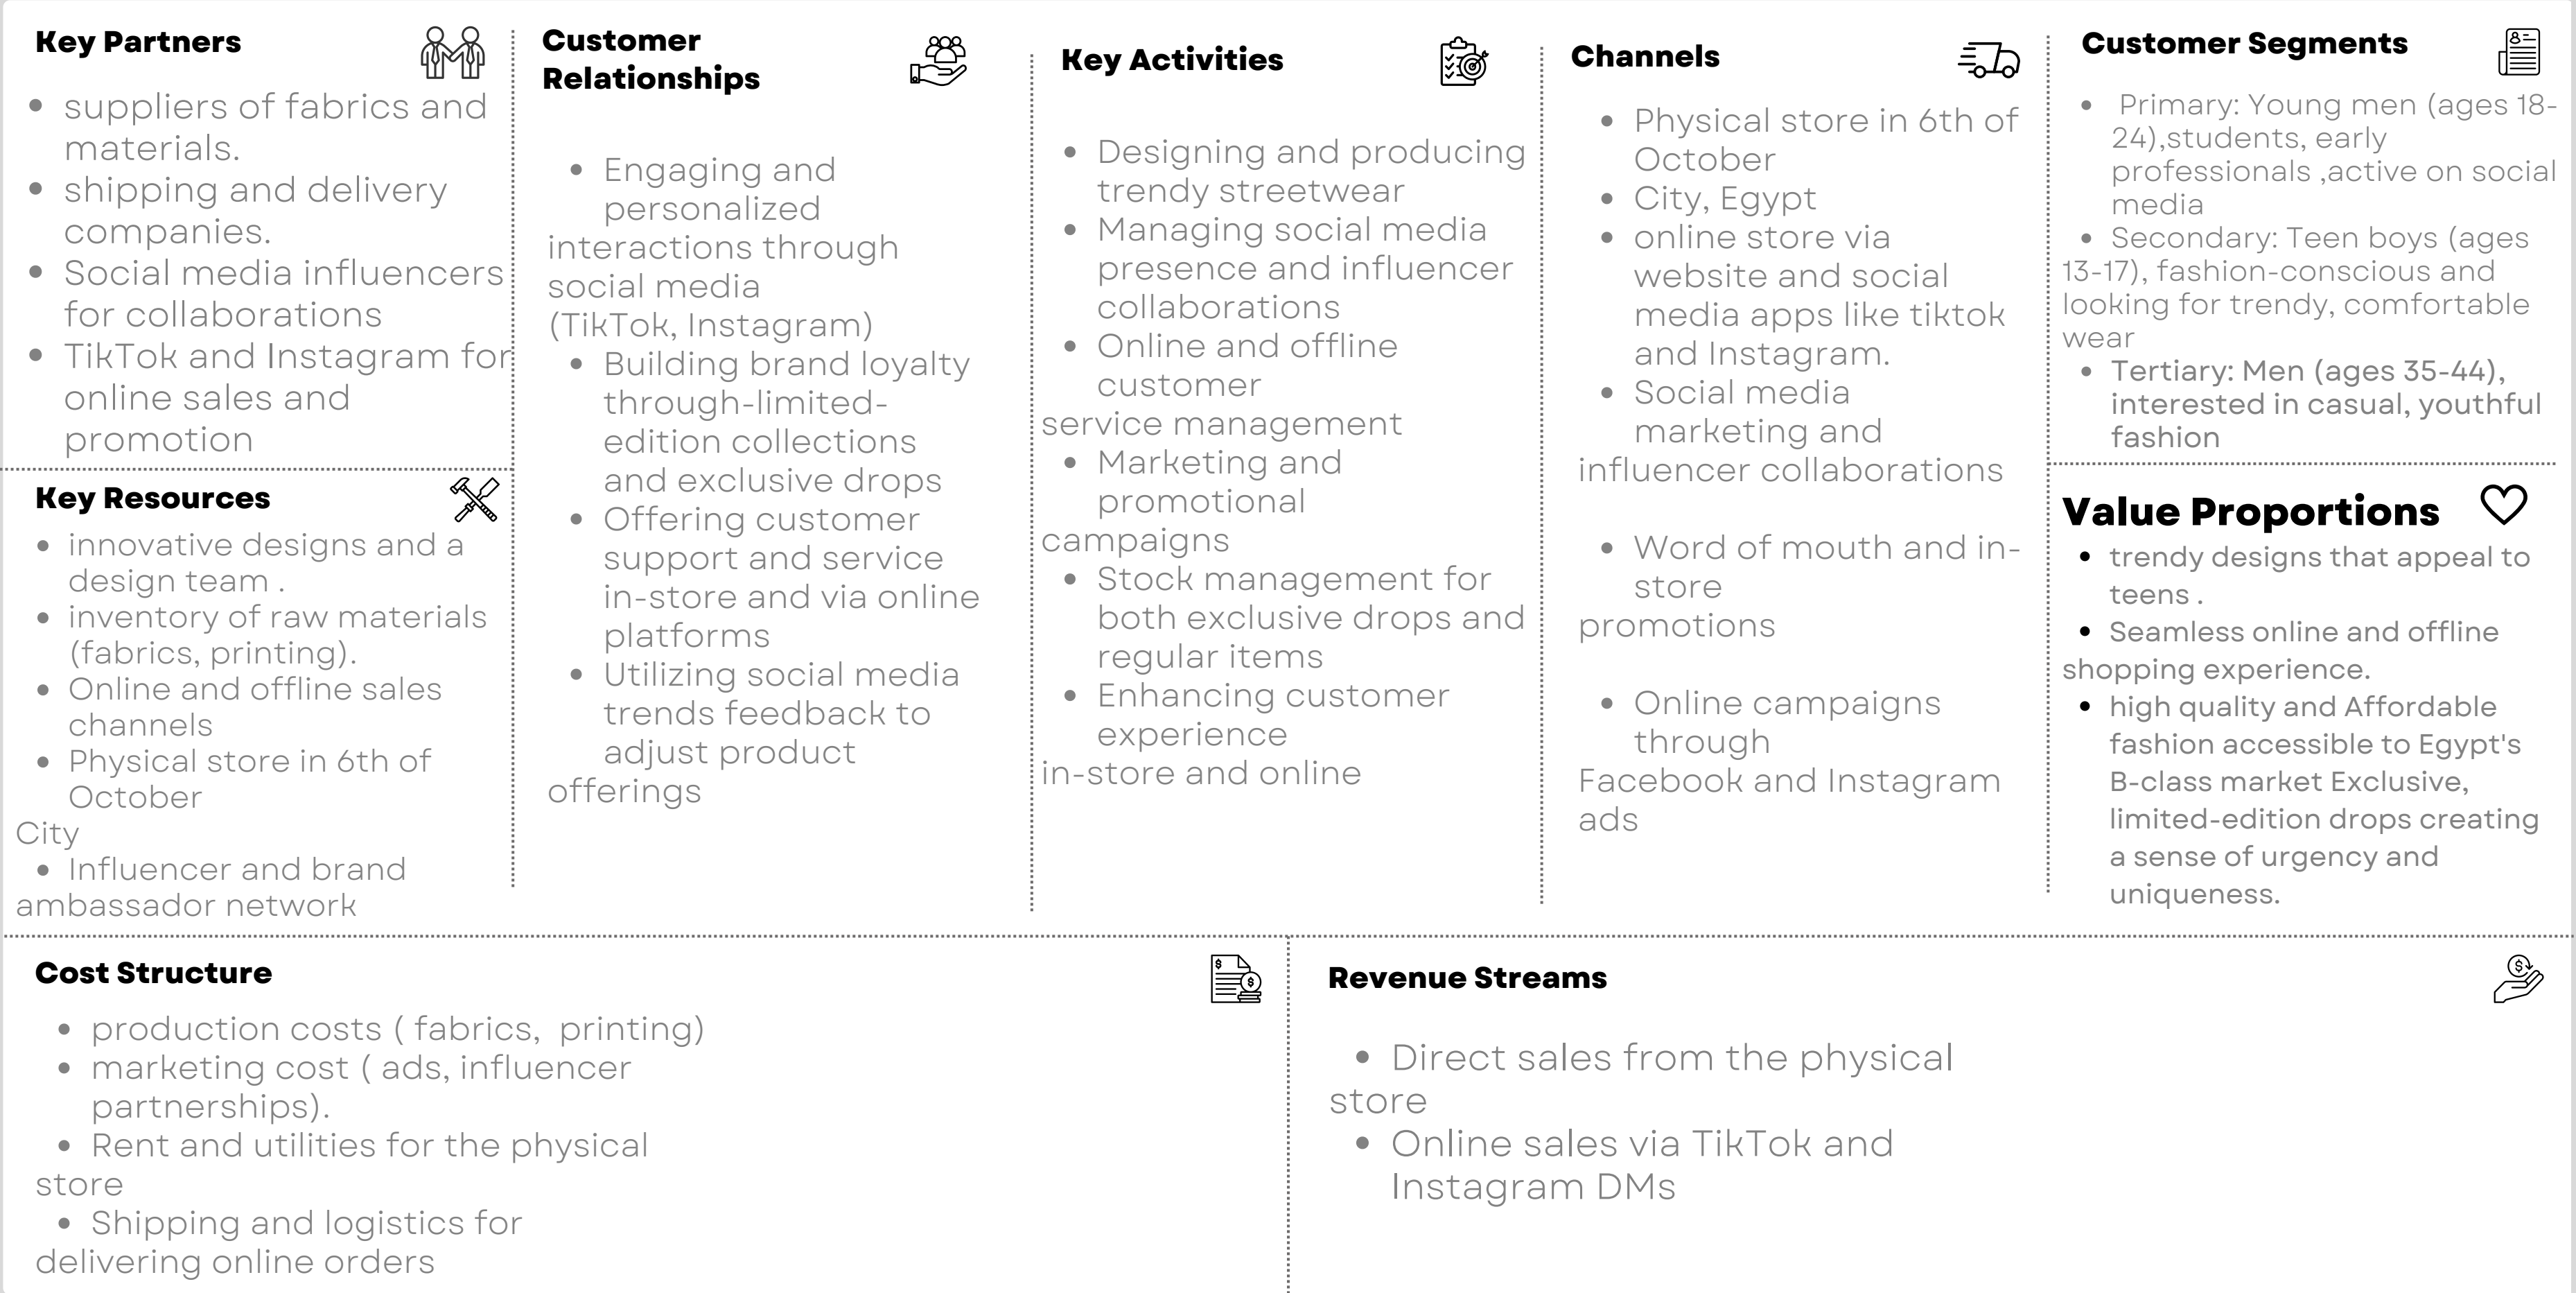 Key Partners
• suppliers of fabrics and
materials.
• shipping and delivery
companies.
• Social media influencers
for collaborations
• TikTok and Instagram for
online sales and
promotion
Key Resources
• innovative designs and a
design team .
• inventory of raw materials
(fabrics, printing).
• Online and offline sales
channels
• Physical store in 6th of
October
City
• Influencer and brand
ambassador network
Customer
Relationships
• Engaging and
personalized
interactions through
social media
(TikTok, Instagram)
• Building brand loyalty
through-limited-
edition collections
and exclusive drops
• Offering customer
support and service
in-store and via online
platforms
• Utilizing social media
trends feedback to
adjust product
offerings
Key Activities
• Designing and producing
trendy streetwear
• Managing social media
presence and influencer
collaborations
• Online and offline
customer
service management
• Marketing and
promotional
campaigns
• Stock management for
both exclusive drops and
regular items
• Enhancing customer
experience
in-store and online
Channels
• Physical store in 6th of
October
• City, Egypt
• online store via
website and social
media apps like tiktok
and Instagram.
• Social media
marketing and
influencer collaborations
• Word of mouth and in-
store
promotions
• Online campaigns
through
Facebook and Instagram
ads
Customer Segments
• Primary: Young men (ages 18-
24),students, early
professionals ,active on social
media
• Secondary: Teen boys (ages
13-17), fashion-conscious and
looking for trendy, comfortable
wear
• Tertiary: Men (ages 35-44),
interested in casual, youthful
fashion
Value Proportions
• trendy designs that appeal to
teens .
• Seamless online and offline
shopping experience.
• high quality and Affordable
fashion accessible to Egypt's
B-class market Exclusive,
limited-edition drops creating
a sense of urgency and
uniqueness.
Cost Structure
• production costs ( fabrics, printing)
• marketing cost ( ads, influencer
partnerships).
• Rent and utilities for the physical
store
• Shipping and logistics for
delivering online orders
Revenue Streams
• Direct sales from the physical
store
• Online sales via TikTok and
Instagram DMs